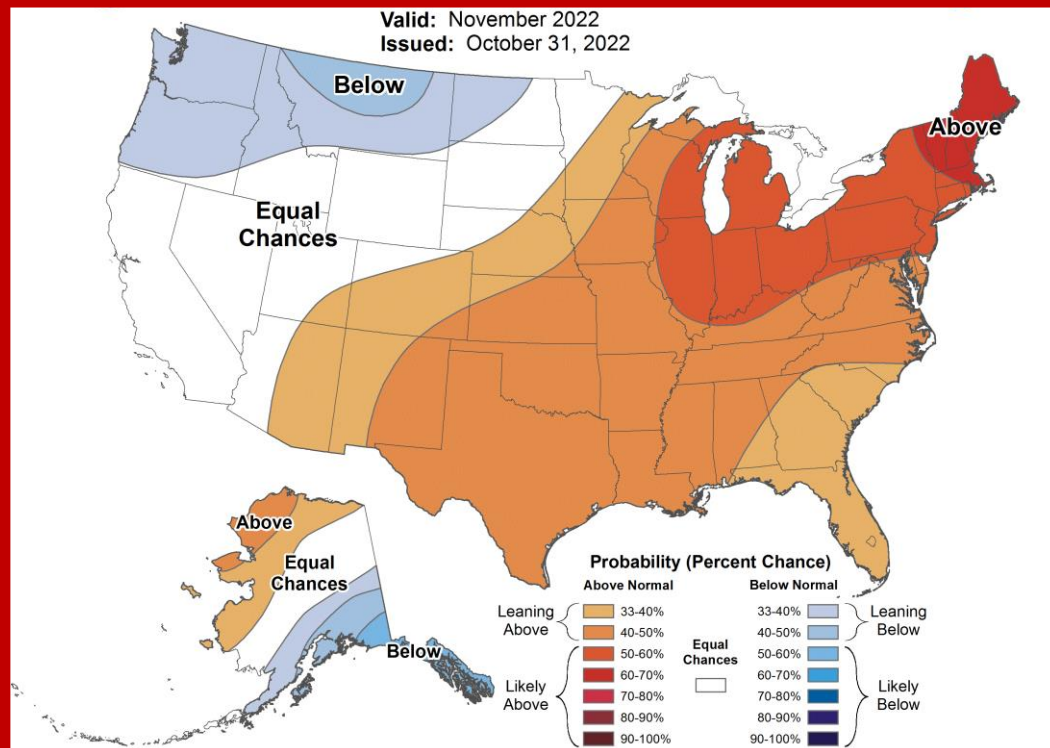 Valid: November 2022
Issued: October 31, 2022
Below
Above
Equal
Chances
Above
Equal
Chances
Below
Probability (Percent Chance)
Above Normal
Below Normal
Leaning
Above
33-40%
40-50%
50-60%
60-70%
70-80%
80-90%
90-100%
Likely
Above
Equal
Chances
33-40%
40-50%
50-60%
60-70%
70-80%
80-90%
90-100%
Leaning
Below
Likely
Below